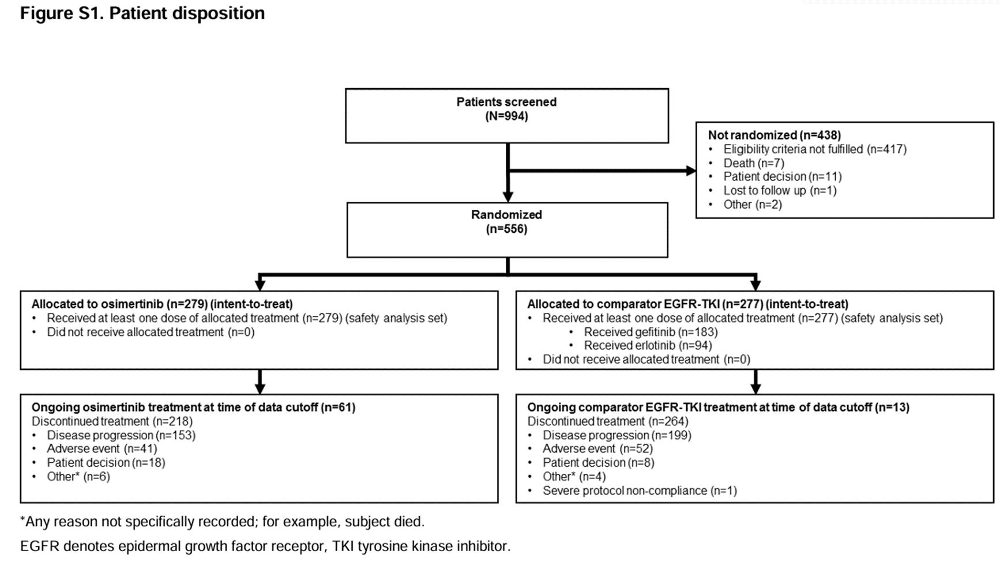 Figure S1. Patient disposition
Patients screened
(N=994)
Not randomized (n=438)
• Eligibility criteria not fulfilled (n=417)
• Death (n=7)
• Patient decision (n=11)
• Lost to follow up (n=1)
• Other (n=2)
Randomized
(n=556)
Allocated to osimertinib (n=279) (intent-to-treat)
• Received at least one dose of allocated treatment (n=279) (safety analysis set)
• Did not receive allocated treatment (n=0)
Allocated to comparator EGFR-TKI (n=277) (intent-to-treat)
• Received at least one dose of allocated treatment (n=277) (safety analysis set)
• Received gefitinib (n=183)
• Received erlotinib (n=94)
• Did not receive allocated treatment (n=0)
Ongoing osimertinib treatment at time of data cutoff (n=61)
Discontinued treatment (n=218)
• Disease progression (n=153)
• Adverse event (n=41)
• Patient decision (n=18)
• Other* (n=6)
Ongoing comparator EGFR-TKI treatment at time of data cutoff (n=13)
Discontinued treatment (n=264)
• Disease progression (n=199)
• Adverse event (n=52)
• Patient decision (n=8)
• Other* (n=4)
• Severe protocol non-compliance (n=1)
*Any reason not specifically recorded; for example, subject died.
EGFR denotes epidermal growth factor receptor, TKI tyrosine kinase inhibitor.